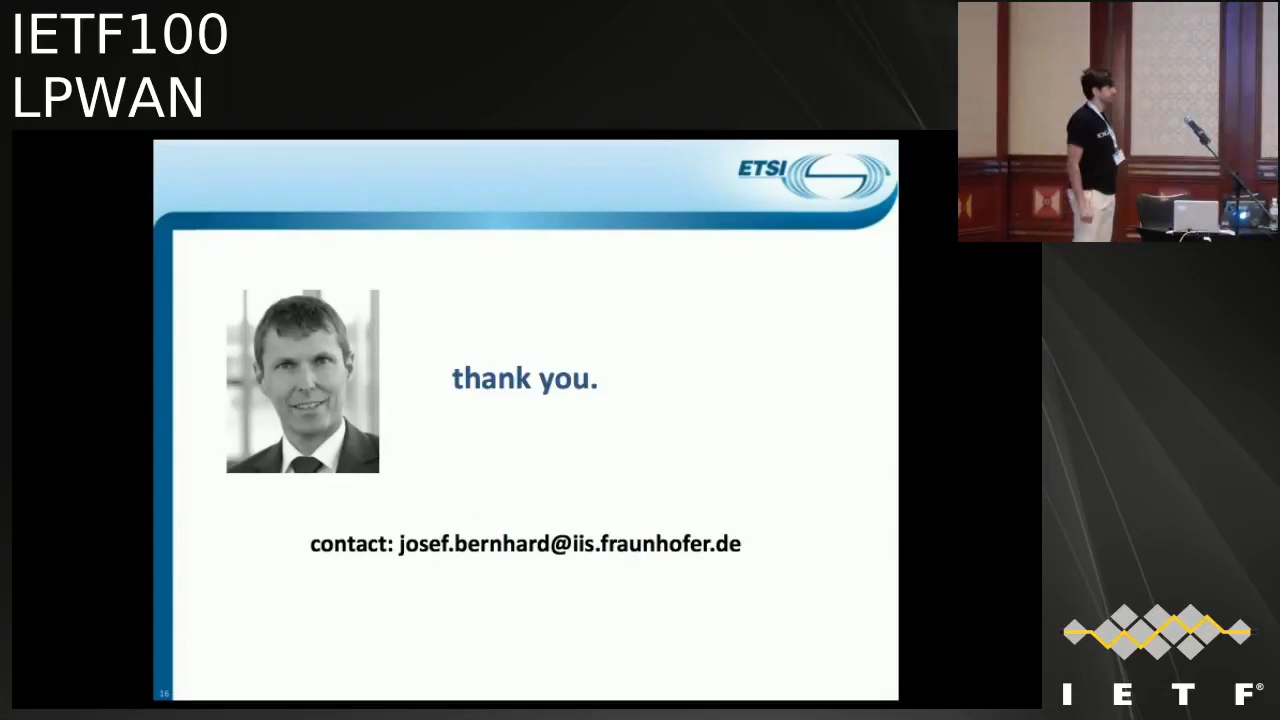 IETF100
LPWAN
ETSI
thank you.
contact: josef.bernhard@iis.fraunhofer.de
16
I E T F®